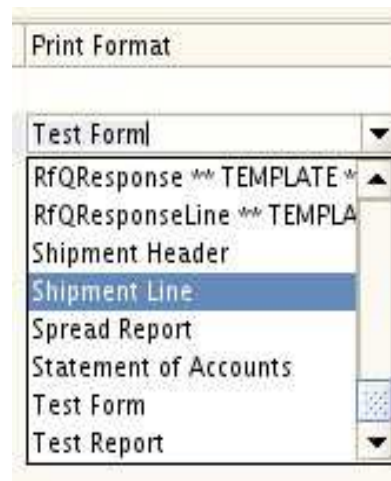 Print Format
Test Form
RfQResponse ** TEMPLATE *
RfQResponseLine ** TEMPLA
Shipment Header
Shipment Line
Spread Report
Statement of Accounts
Test Form
Test Report